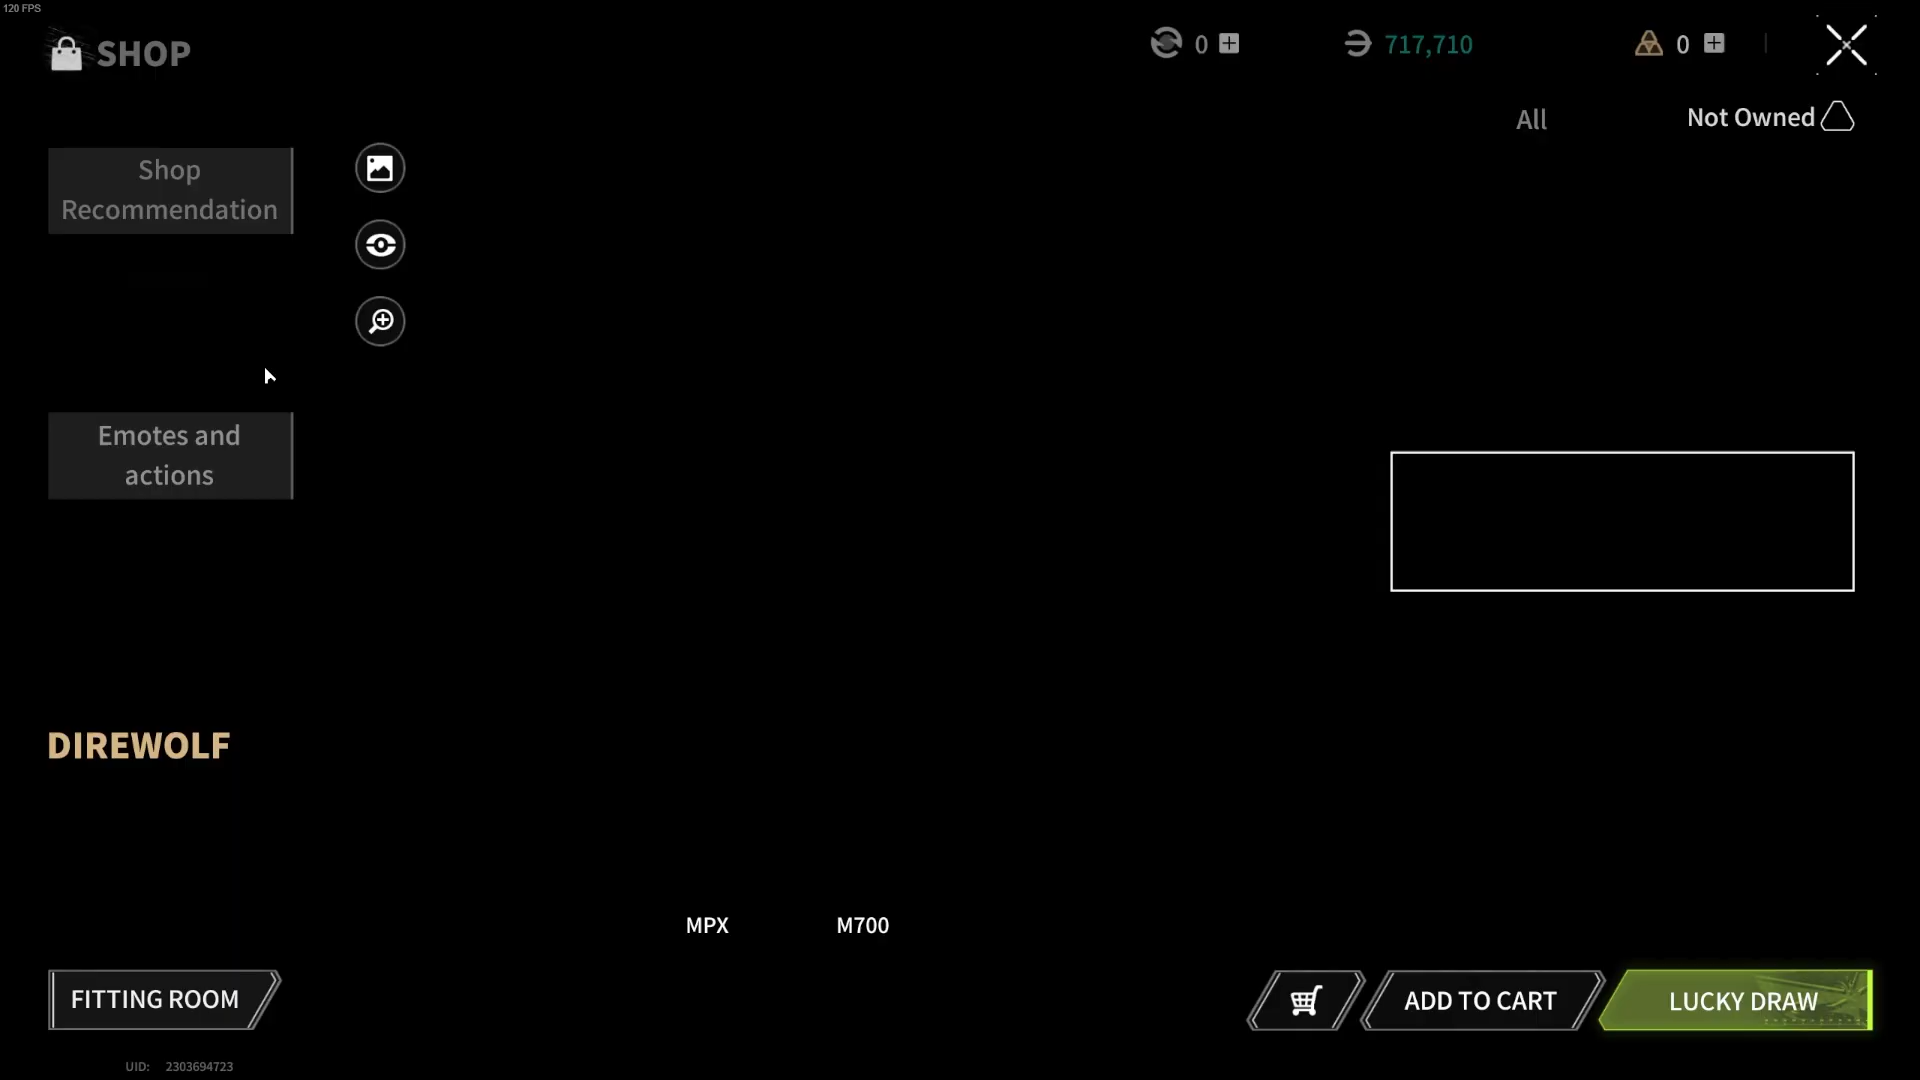 120 FPS
SHOP
0
717,710
0
All
Not Owned
Shop
Recommendation
Emotes and
actions
DIREWOLF
MPX
M700
FITTING ROOM
ADD TO CART
LUCKY DRAW
UID: 2303694723